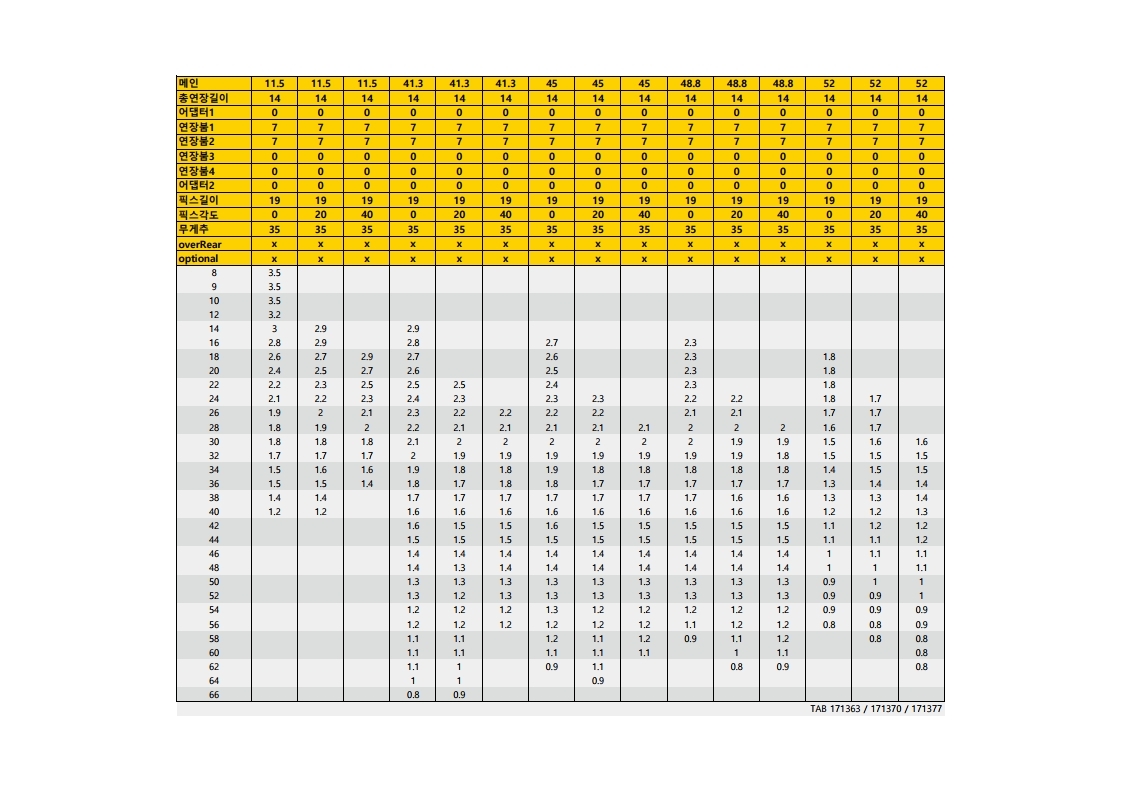 메인 11.5 11.5 11.5 41.3 41.3 41.3 45 45 45 48.8 48.8 48.8 52 52 52
총연장길이 14 14 14 14 14 14 14 14 14 14 14 14 14 14 14
어댑터1 0 0 0 0 0 0 0 0 0 0 0 0 0 0 0
연장붐1 7 7 7 7 7 7 7 7 7 7 7 7 7 7 7
연장붐2 7 7 7 7 7 7 7 7 7 7 7 7 7 7 7
연장붐3 0 0 0 0 0 0 0 0 0 0 0 0 0 0 0
연장붐4 0 0 0 0 0 0 0 0 0 0 0 0 0 0 0
어댑터2 0 0 0 0 0 0 0 0 0 0 0 0 0 0 0
픽스길이 19 19 19 19 19 19 19 19 19 19 19 19 19 19 19
픽스각도 0 20 40 0 20 40 0 20 40 0 20 40 0 20 40
무게추 35 35 35 35 35 35 35 35 35 35 35 35 35 35 35
overRear x x x x x x x x x x x x x x x
optional x x x x x x x x x x x x x x x
8 3.5
9 3.5
10 3.5
12 3.2
14 3 2.9 2.9
16 2.8 2.9 2.8 2.7 2.3
18 2.6 2.7 2.9 2.7 2.6 2.3 1.8
20 2.4 2.5 2.7 2.6 2.5 2.3 1.8
22 2.2 2.3 2.5 2.5 2.5 2.4 2.3 1.8
24 2.1 2.2 2.3 2.4 2.3 2.3 2.3 2.2 2.2 1.8 1.7
26 1.9 2 2.1 2.3 2.2 2.2 2.2 2.2 2.1 2.1 1.7 1.7
28 1.8 1.9 2 2.2 2.1 2.1 2.1 2.1 2.1 2 2 2 1.6 1.7
30 1.8 1.8 1.8 2.1 2 2 2 2 2 2 1.9 1.9 1.5 1.6 1.6
32 1.7 1.7 1.7 2 1.9 1.9 1.9 1.9 1.9 1.9 1.9 1.8 1.5 1.5 1.5
34 1.5 1.6 1.6 1.9 1.8 1.8 1.9 1.8 1.8 1.8 1.8 1.8 1.4 1.5 1.5
36 1.5 1.5 1.4 1.8 1.7 1.8 1.8 1.7 1.7 1.7 1.7 1.7 1.3 1.4 1.4
38 1.4 1.4 1.7 1.7 1.7 1.7 1.7 1.7 1.7 1.6 1.6 1.3 1.3 1.4
40 1.2 1.2 1.6 1.6 1.6 1.6 1.6 1.6 1.6 1.6 1.6 1.2 1.2 1.3
42 1.6 1.5 1.5 1.6 1.5 1.5 1.5 1.5 1.5 1.1 1.2 1.2
44 1.5 1.5 1.5 1.5 1.5 1.5 1.5 1.5 1.5 1.1 1.1 1.2
46 1.4 1.4 1.4 1.4 1.4 1.4 1.4 1.4 1.4 1 1.1 1.1
48 1.4 1.3 1.4 1.4 1.4 1.4 1.4 1.4 1.4 1 1 1.1
50 1.3 1.3 1.3 1.3 1.3 1.3 1.3 1.3 1.3 0.9 1 1
52 1.3 1.2 1.3 1.3 1.3 1.3 1.3 1.3 1.3 0.9 0.9 1
54 1.2 1.2 1.2 1.3 1.2 1.2 1.2 1.2 1.2 0.9 0.9 0.9
56 1.2 1.2 1.2 1.2 1.2 1.2 1.1 1.2 1.2 0.8 0.8 0.9
58 1.1 1.1 1.2 1.1 1.2 0.9 1.1 1.2 0.8 0.8
60 1.1 1.1 1.1 1.1 1.1 1 1.1 0.8
62 1.1 1 0.9 1.1 0.8 0.9 0.8
64 1 1 0.9
66 0.8 0.9
TAB 171363 / 171370 / 171377